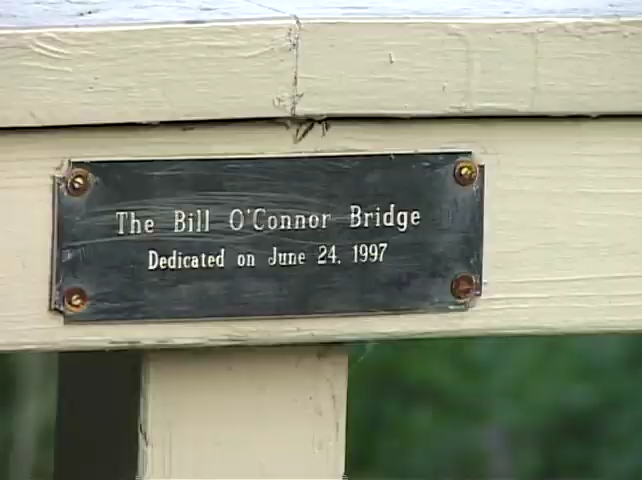 The Bill O'Connor Bridge
Dedicated on June 24, 1997